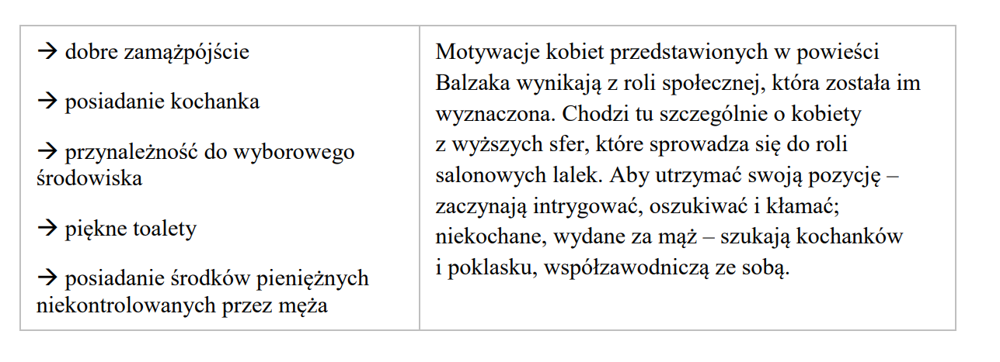 → dobre zamążpójście
→ posiadanie kochanka
→ przynależność do wyborowego
środowiska
→ piękne toalety
→ posiadanie środków pieniężnych
niekontrolowanych przez męża
Motywacje kobiet przedstawionych w powieści
Balzaka wynikają z roli społecznej, która została im
wyznaczona. Chodzi tu szczególnie o kobiety
z wyższych sfer, które sprowadza się do roli
salonowych lalek. Aby utrzymać swoją pozycję –
zaczynają intrygować, oszukiwać i kłamać;
niekochane, wydane za mąż – szukają kochanków
i poklasku, współzawodniczą ze sobą.